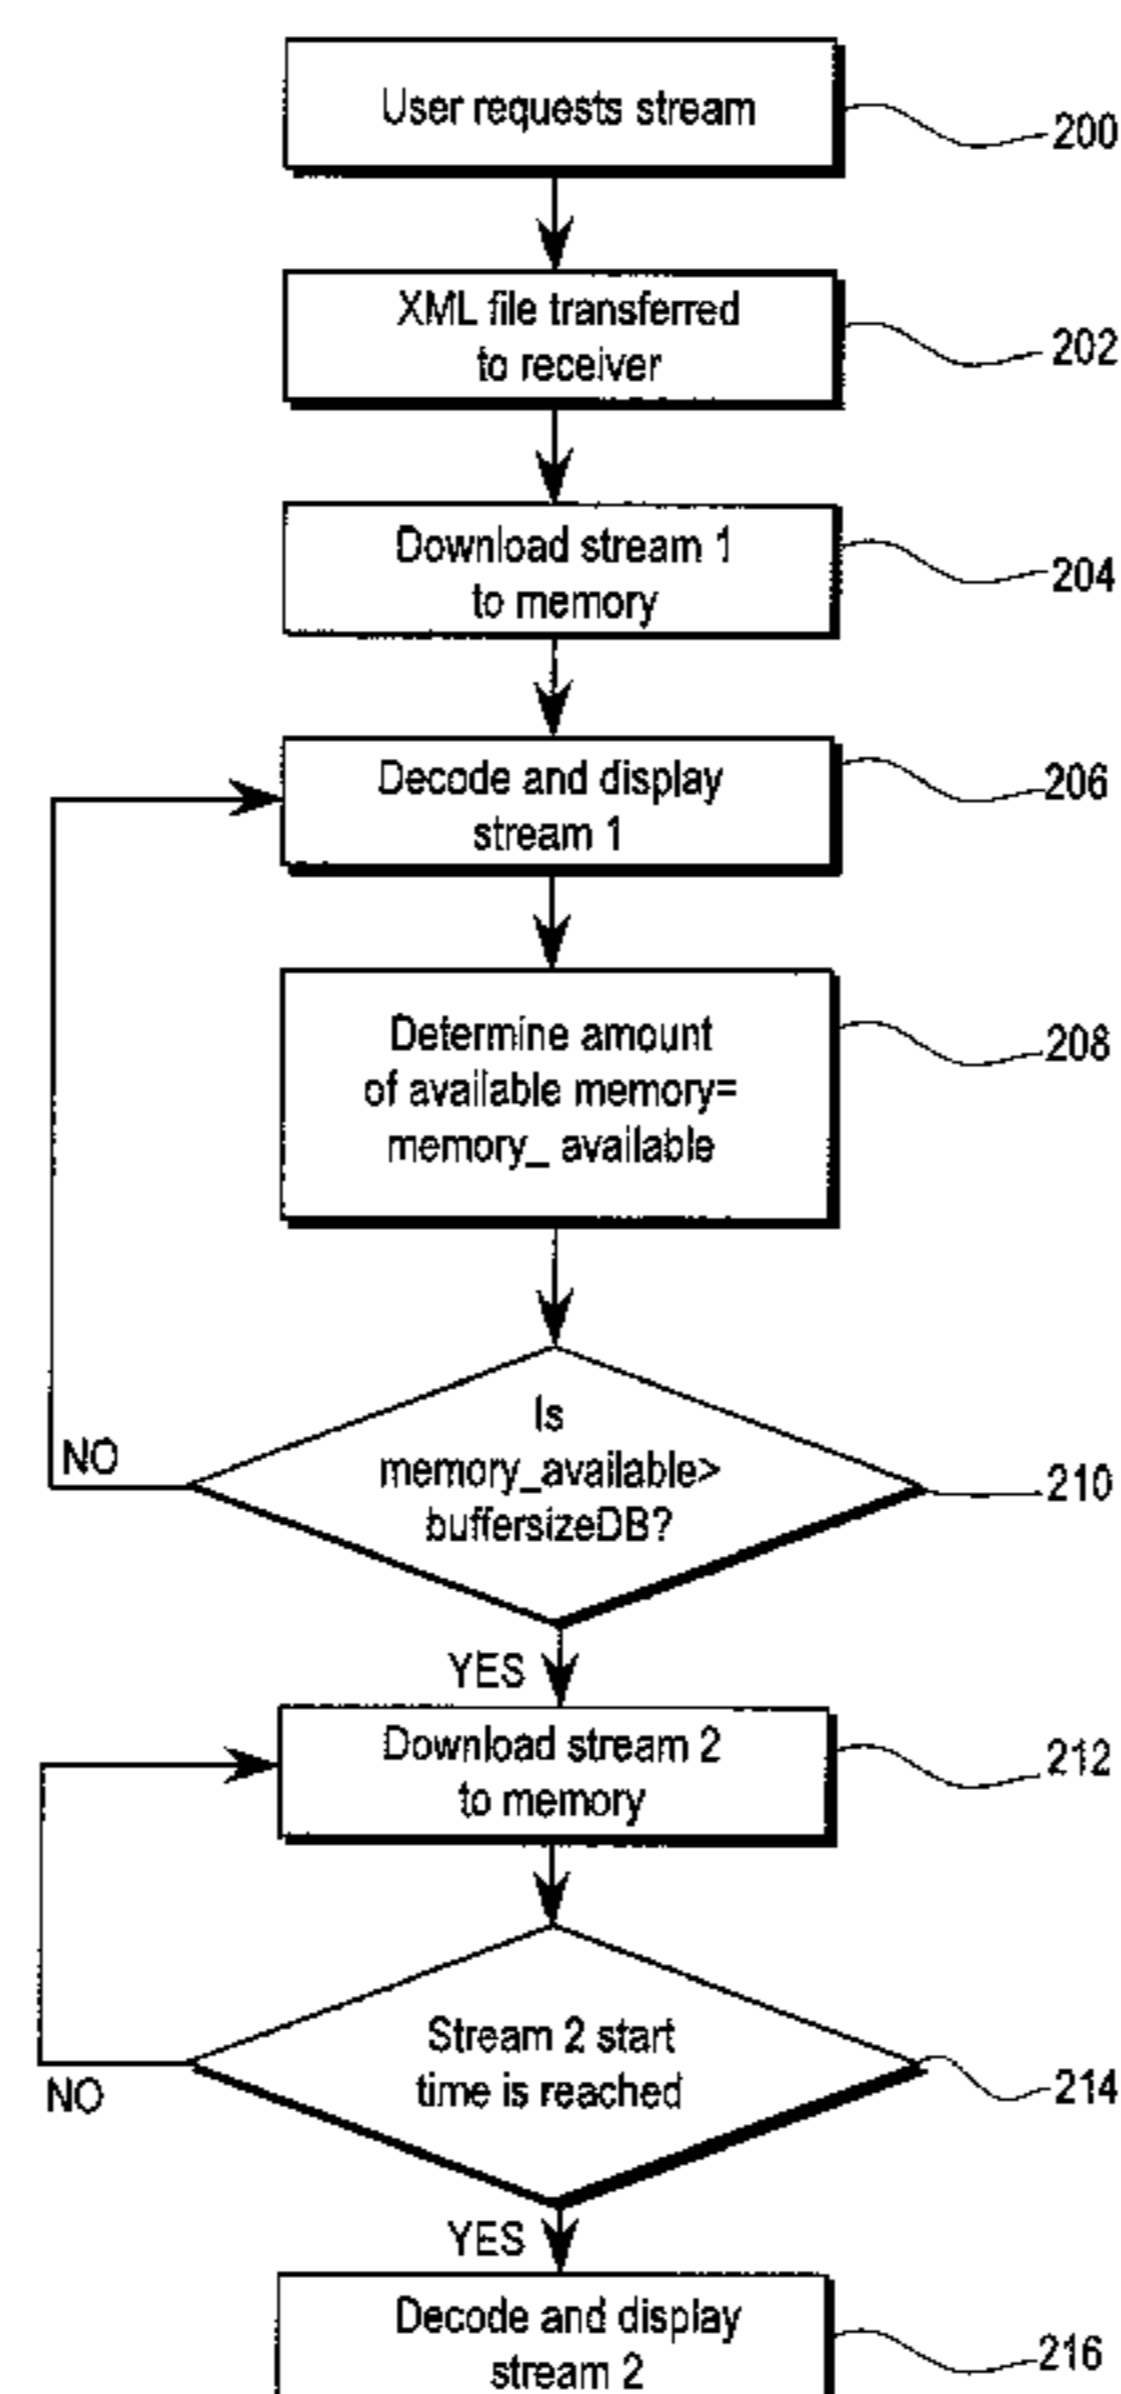 User requests stream
200
XML file transferred
to receiver
202
Download stream 1
to memory
204
Decode and display
stream 1
206
Determine amount
of available memory=
memory_ available
208
Is
memory_available>
buffersizeDB?
210
NO
YES
Download stream 2
to memory
212
Stream 2 start
time is reached
214
NO
YES
Decode and display
stream 2
216